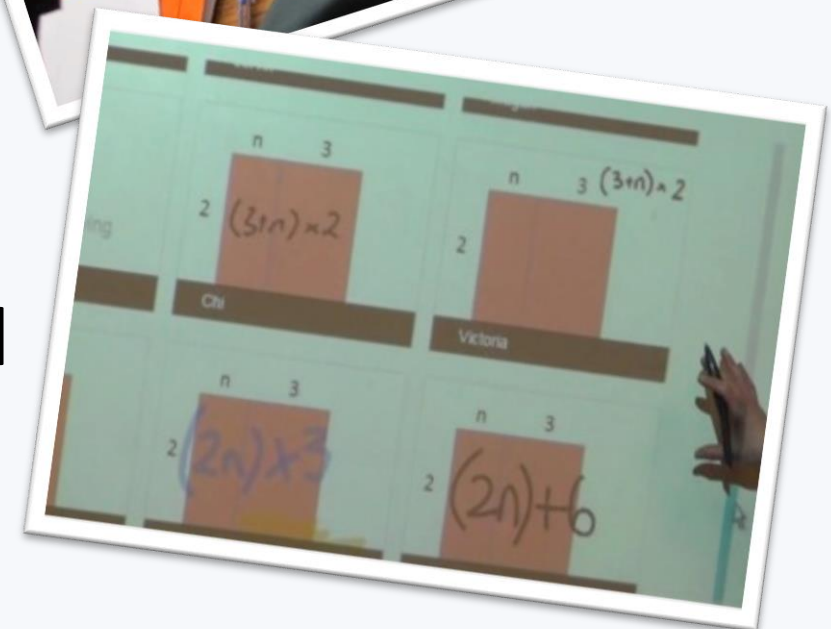 n 3
2 (3+n)×2
Chi
n 3 (3+n)×2
2
Victoria
n 3
2 (2n)×3
n 3
2 (2n)+6